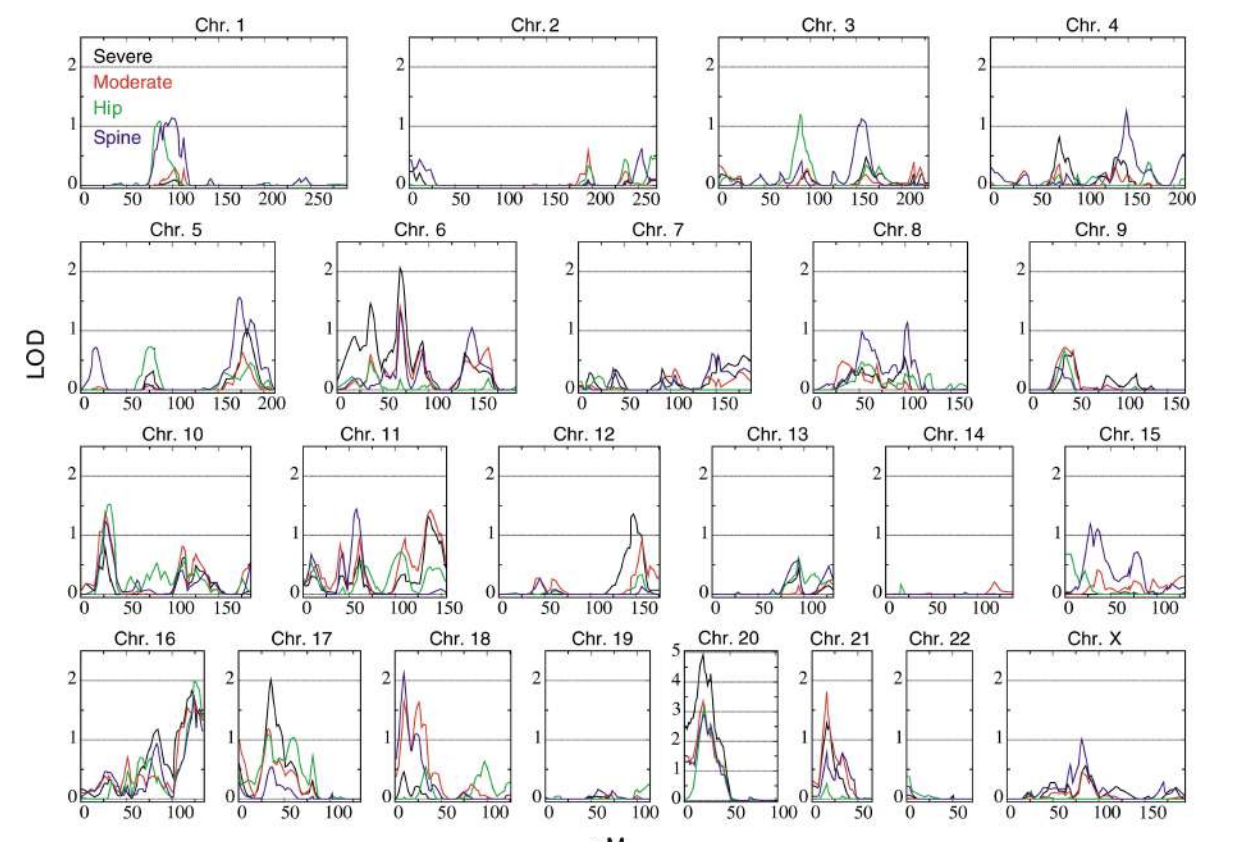 Chr. 1 Chr. 2 Chr. 3 Chr. 4
Severe
Moderate
Hip
Spine
2 2 2 2
1 1 1 1
0 0 0 0
0 50 100 150 200 250 0 50 100 150 200 250 0 50 100 150 200 0 50 100 150 200
Chr. 5 Chr. 6 Chr. 7 Chr. 8 Chr. 9
2 2 2 2 2
LOD
1 1 1 1 1
0 0 0 0 0
0 50 100 150 200 0 50 100 150 0 50 100 150 0 50 100 150 0 50 100 150
Chr. 10 Chr. 11 Chr. 12 Chr. 13 Chr. 14 Chr. 15
2 2 2 2 2 2
1 1 1 1 1 1
0 0 0 0 0 0
0 50 100 150 0 50 100 150 0 50 100 150 0 50 100 0 50 100 0 50 100
Chr. 16 Chr. 17 Chr. 18 Chr. 19 Chr. 20 Chr. 21 Chr. 22 Chr. X
5
2 2 2 2 4 2 2 2
3
1 1 1 1 2 1 1 1
1
0 0 0 0 0 0 0 0
0 50 100 0 50 100 0 50 100 0 50 100 0 50 100 0 50 0 50 0 50 100 150